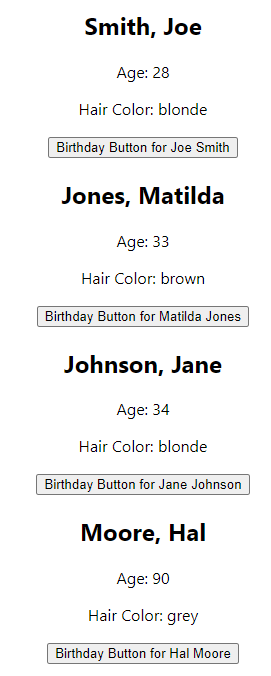 Smith, Joe
Age: 28
Hair Color: blonde
Birthday Button for Joe Smith
Jones, Matilda
Age: 33
Hair Color: brown
Birthday Button for Matilda Jones
Johnson, Jane
Age: 34
Hair Color: blonde
Birthday Button for Jane Johnson
Moore, Hal
Age: 90
Hair Color: grey
Birthday Button for Hal Moore